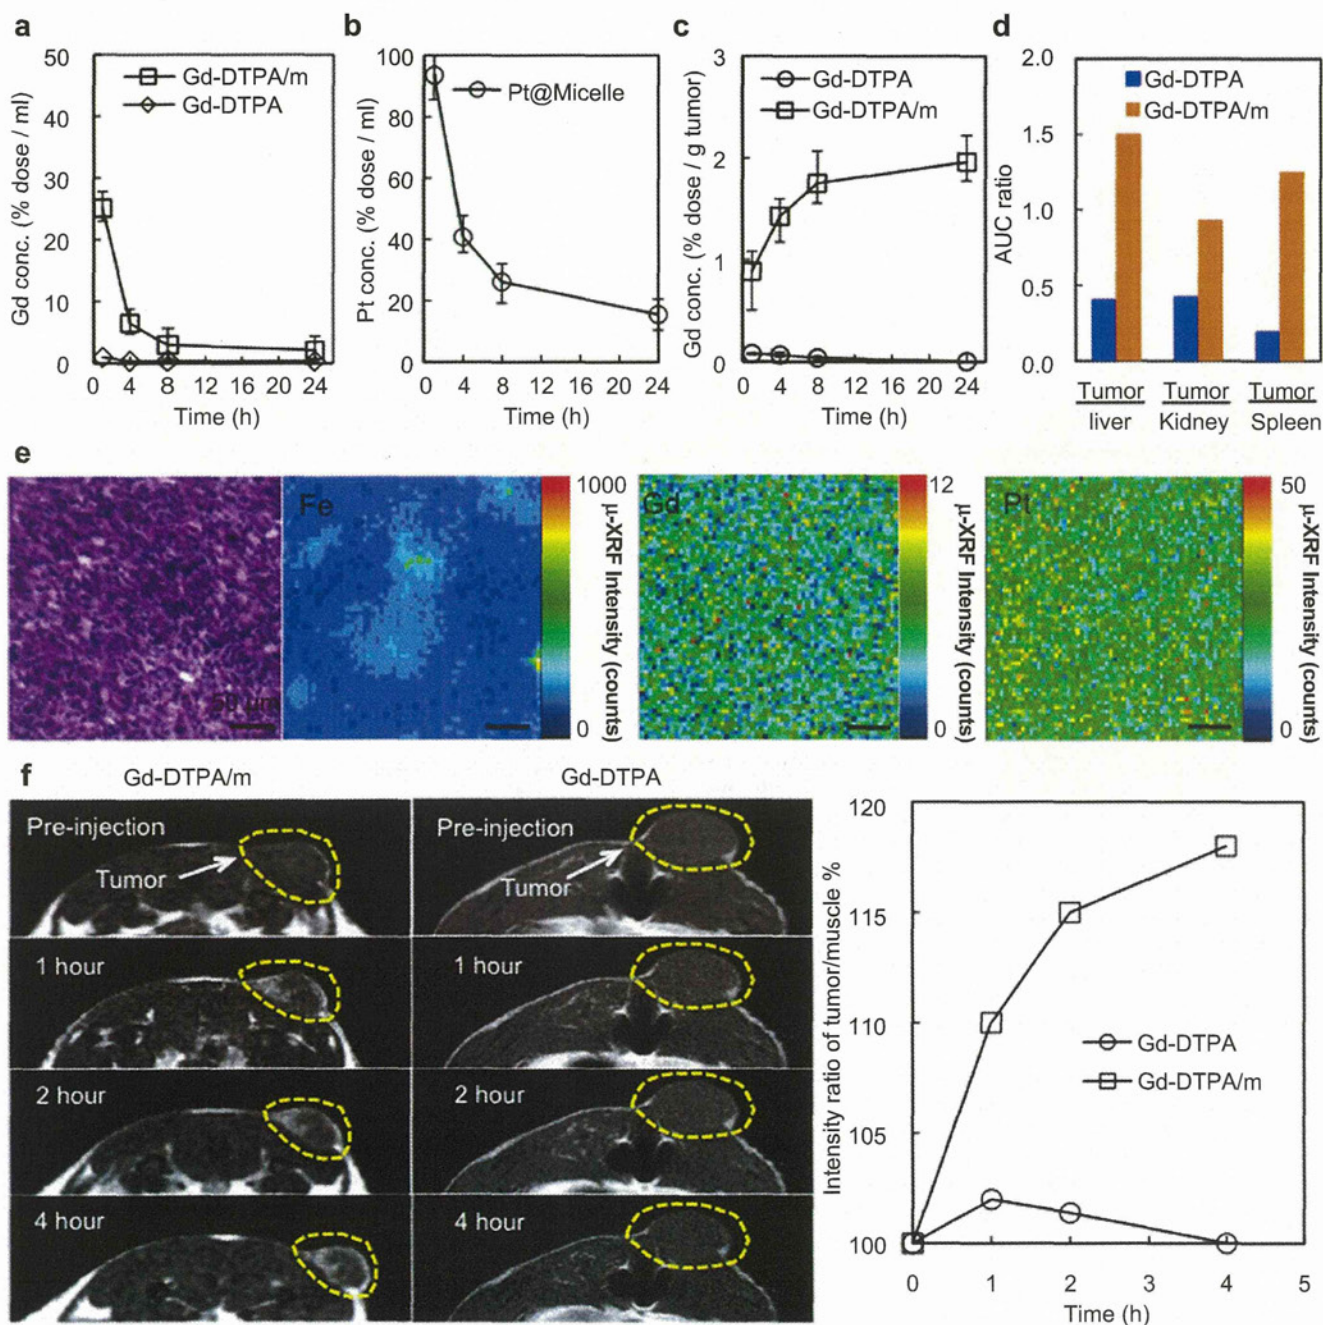 a
50
40
30
20
10
0
Gd conc. (% dose / ml)
Gd-DTPA/m
Gd-DTPA
0 4 8 12 16 20 24
Time (h)
b
100
80
60
40
20
0
Pt conc. (% dose / ml)
Pt@Micelle
0 4 8 12 16 20 24
Time (h)
c
3
2
1
0
Gd conc. (% dose / g tumor)
Gd-DTPA
Gd-DTPA/m
0 4 8 12 16 20 24
Time (h)
d
2.0
1.5
1.0
0.5
0.0
AUC ratio
Gd-DTPA
Gd-DTPA/m
Tumor Tumor Tumor
liver Kidney Spleen
e
50 μm
Fe
1000
0
μ-XRF Intensity (counts)
Gd
12
0
μ-XRF Intensity (counts)
Pt
50
0
μ-XRF Intensity (counts)
f
Gd-DTPA/m
Pre-injection
Tumor
1 hour
2 hour
4 hour
Gd-DTPA
Pre-injection
Tumor
1 hour
2 hour
4 hour
120
115
110
105
100
Intensity ratio of tumor/muscle %
Gd-DTPA
Gd-DTPA/m
0 1 2 3 4 5
Time (h)